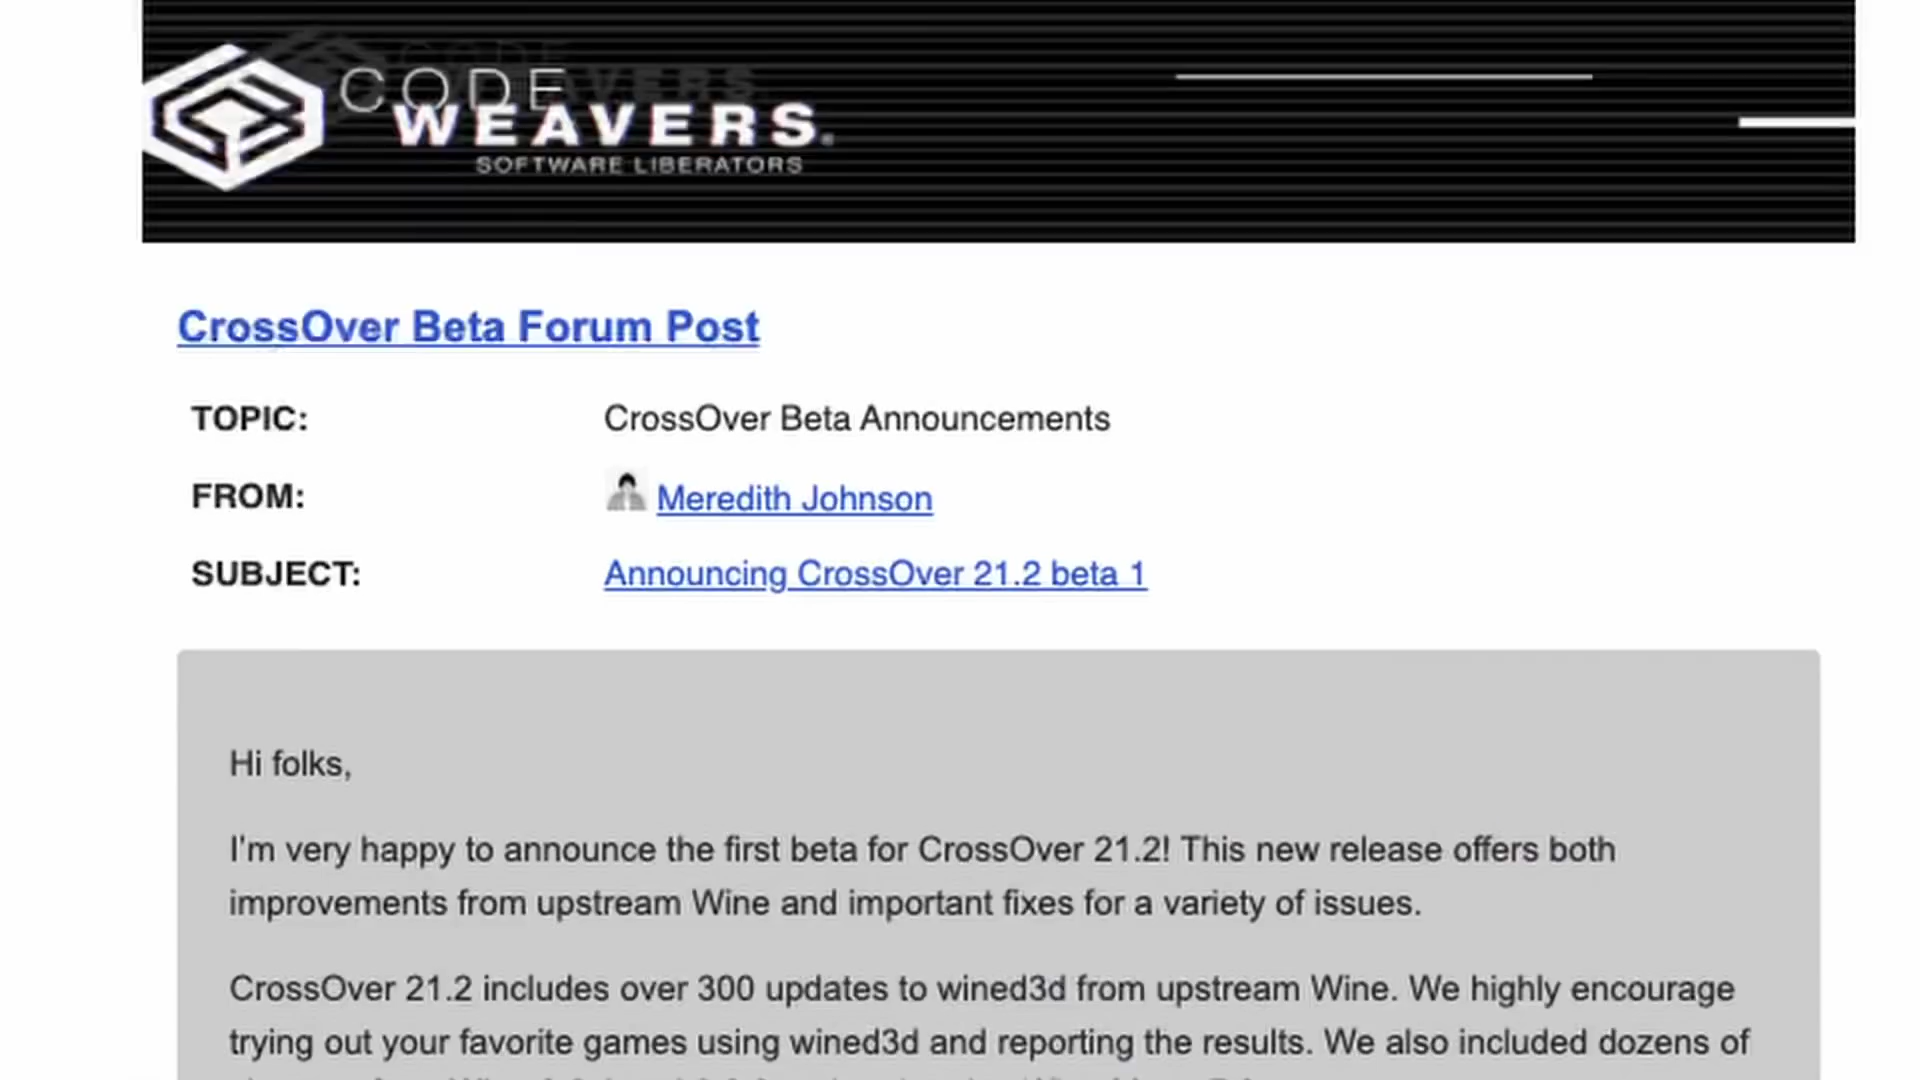 CODE
WEAVERS.
SOFTWARE LIBERATORS
CrossOver Beta Forum Post
TOPIC: CrossOver Beta Announcements
FROM: Meredith Johnson
SUBJECT: Announcing CrossOver 21.2 beta 1
Hi folks,
I'm very happy to announce the first beta for CrossOver 21.2! This new release offers both
improvements from upstream Wine and important fixes for a variety of issues.
CrossOver 21.2 includes over 300 updates to wined3d from upstream Wine. We highly encourage
trying out your favorite games using wined3d and reporting the results. We also included dozens of